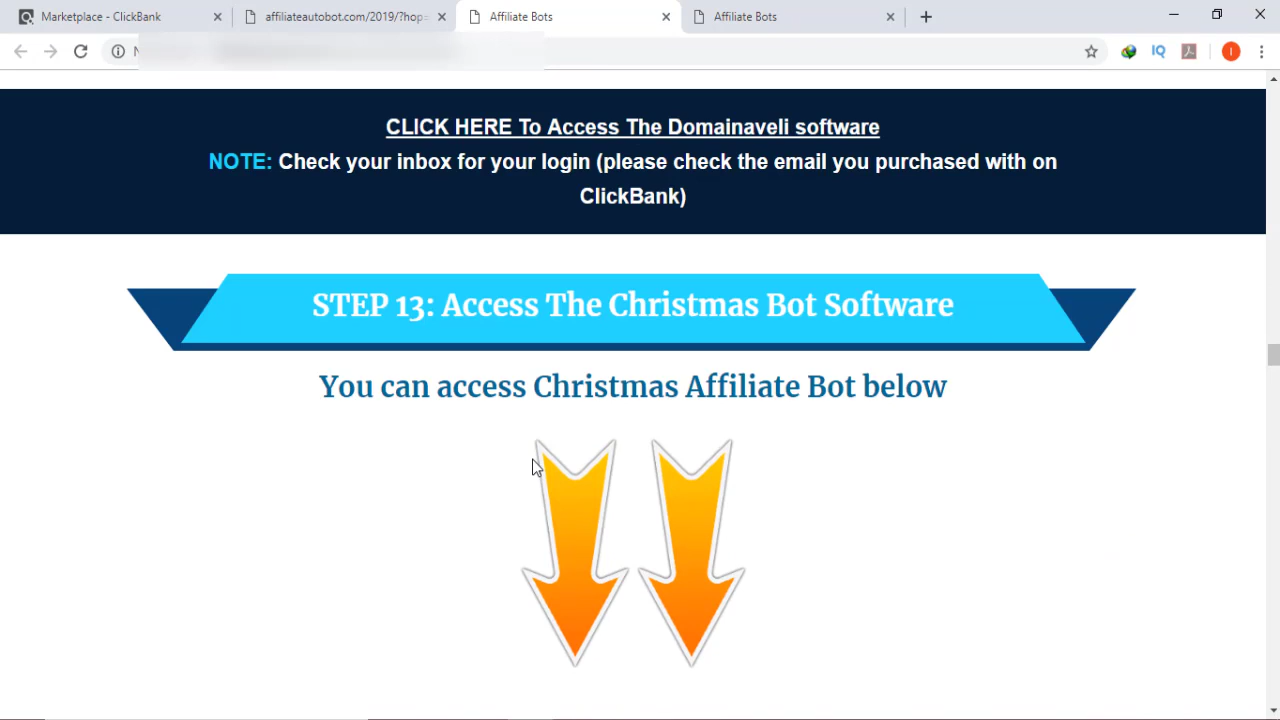 Marketplace - ClickBank
affiliateautobot.com/2019/?hop=
Affiliate Bots
Affiliate Bots
IQ
I
CLICK HERE To Access The Domainaveli software
NOTE: Check your inbox for your login (please check the email you purchased with on
ClickBank)
STEP 13: Access The Christmas Bot Software
You can access Christmas Affiliate Bot below